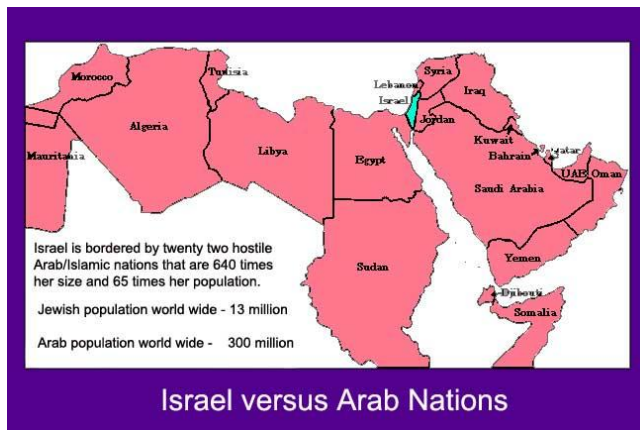 Morocco
Tunisia
Syria
Lebanon
Israel
Iraq
Jordan
Algeria
Libya
Egypt
Kuwait
Bahrain
Qatar
UAE Oman
Mauritania
Saudi Arabia
Israel is bordered by twenty two hostile
Arab/Islamic nations that are 640 times
her size and 65 times her population.
Sudan
Yemen
Djibouti
Somalia
Jewish population world wide - 13 million
Arab population world wide - 300 million
Israel versus Arab Nations